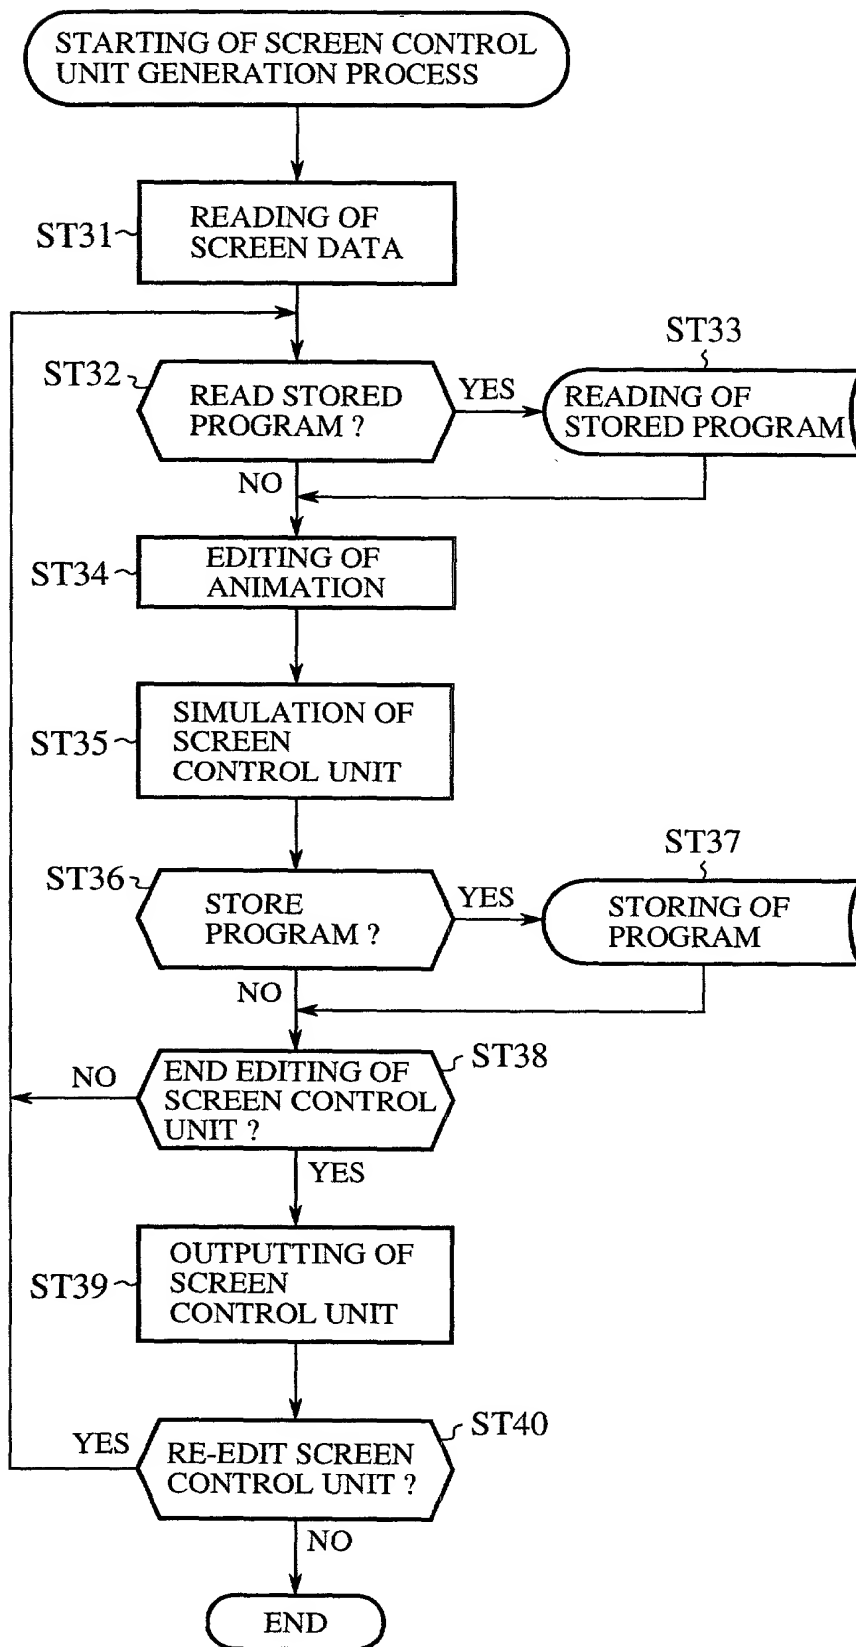 STARTING OF SCREEN CONTROL
UNIT GENERATION PROCESS
ST31
READING OF
SCREEN DATA
ST32
READ STORED
PROGRAM ?
YES
NO
ST33
READING OF
STORED PROGRAM
ST34
EDITING OF
ANIMATION
ST35
SIMULATION OF
SCREEN
CONTROL UNIT
ST36
STORE
PROGRAM ?
YES
NO
ST37
STORING OF
PROGRAM
ST38
END EDITING OF
SCREEN CONTROL
UNIT ?
NO
YES
ST39
OUTPUTTING OF
SCREEN
CONTROL UNIT
ST40
RE-EDIT SCREEN
CONTROL UNIT ?
YES
NO
END